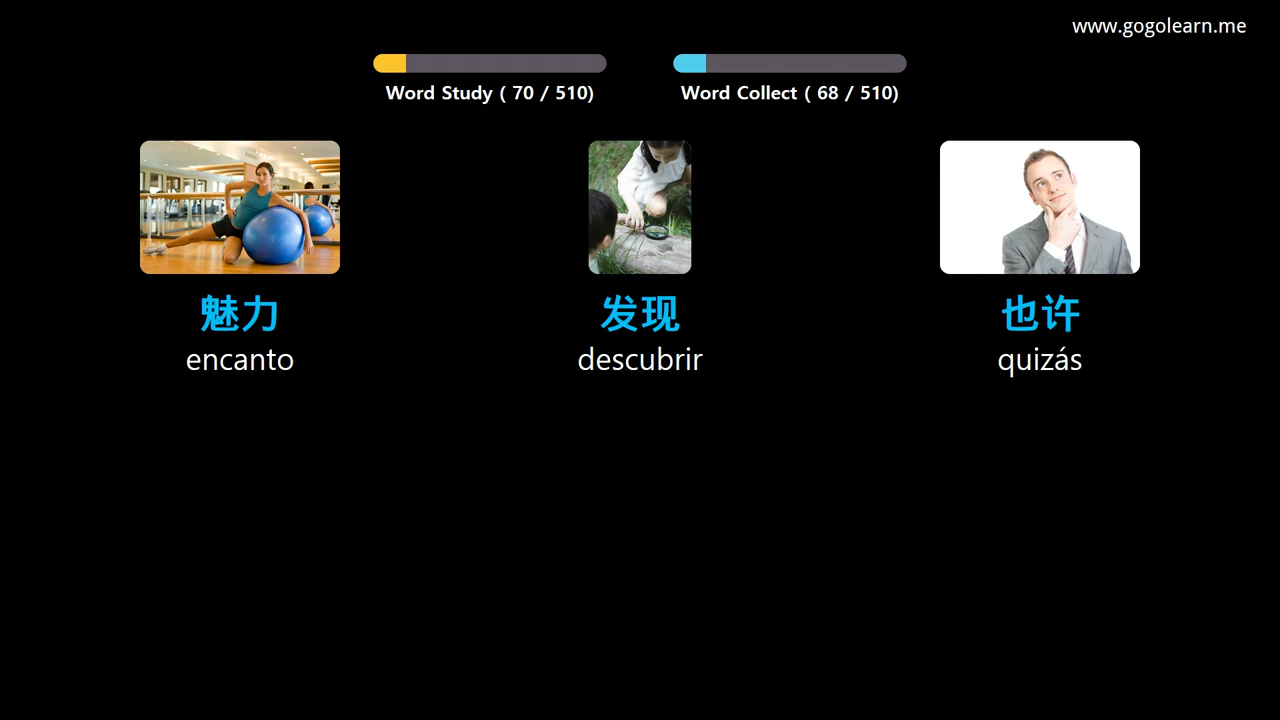 www.gogolearn.me
Word Study ( 70 / 510)
Word Collect ( 68 / 510)
魅力
encanto
发现
descubrir
也许
quizás